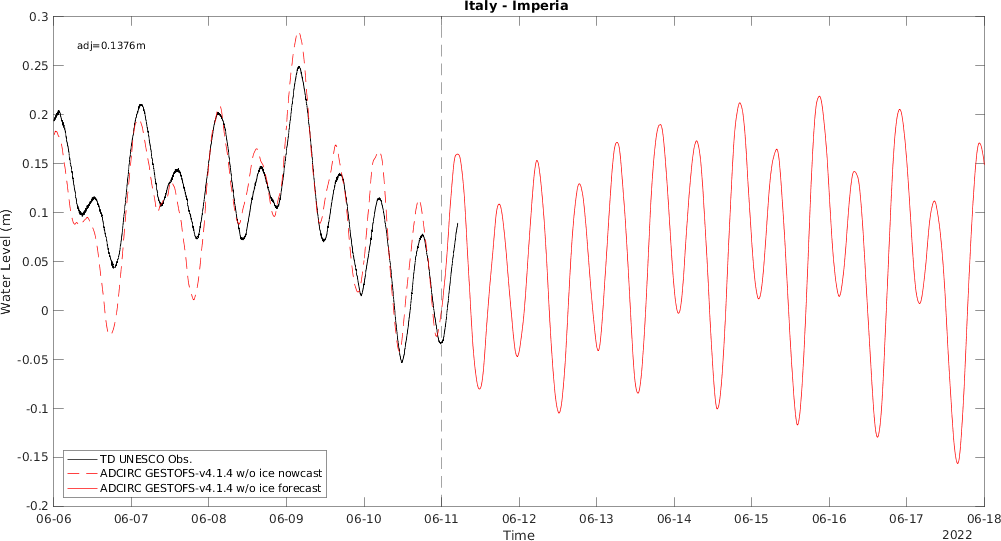 Italy - Imperia
adj=0.1376m
Water Level (m)
0.3
0.25
0.2
0.15
0.1
0.05
0
-0.05
-0.1
-0.15
-0.2
TD UNESCO Obs.
ADCIRC GESTOFS-v4.1.4 w/o ice nowcast
ADCIRC GESTOFS-v4.1.4 w/o ice forecast
06-06 06-07 06-08 06-09 06-10 06-11 06-12 06-13 06-14 06-15 06-16 06-17 06-18
Time
2022